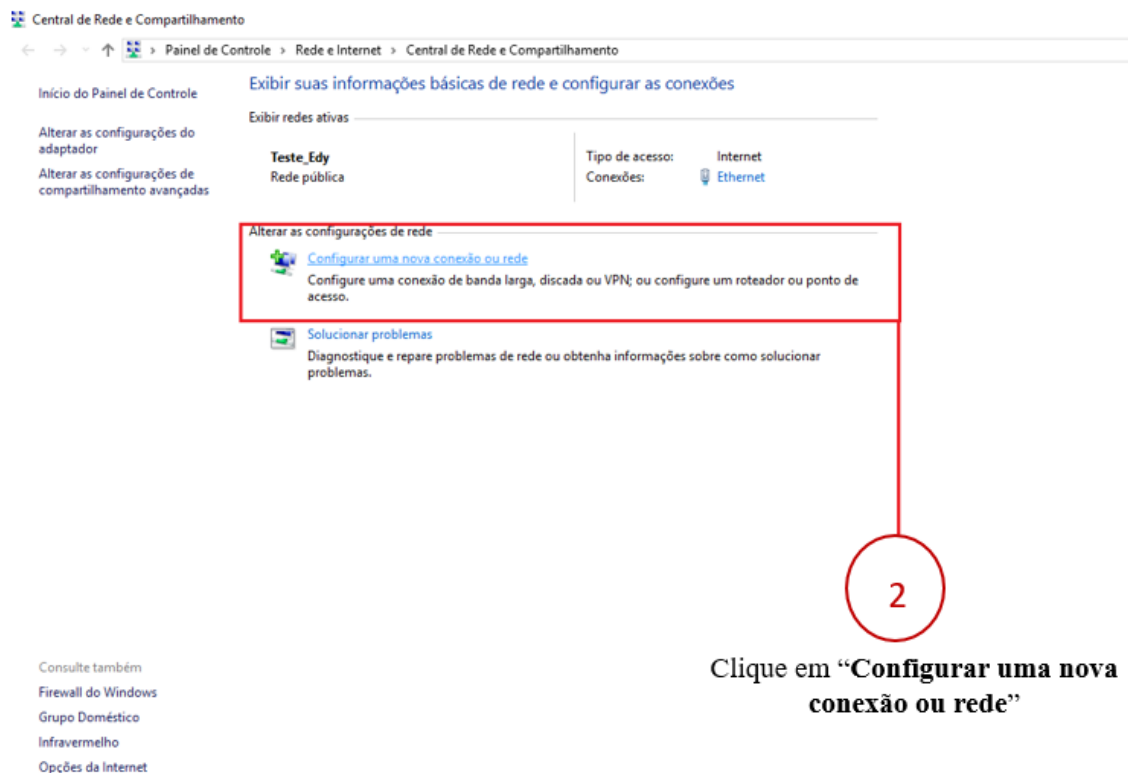 Central de Rede e Compartilhamento
Painel de Controle > Rede e Internet > Central de Rede e Compartilhamento
Início do Painel de Controle
Alterar as configurações do
adaptador
Alterar as configurações de
compartilhamento avançadas
Exibir suas informações básicas de rede e configurar as conexões
Exibir redes ativas
Teste_Edy
Rede pública
Tipo de acesso: Internet
Conexões: Ethernet
Alterar as configurações de rede
Configurar uma nova conexão ou rede
Configure uma conexão de banda larga, discada ou VPN; ou configure um roteador ou ponto de
acesso.
Solucionar problemas
Diagnostique e repare problemas de rede ou obtenha informações sobre como solucionar
problemas.
2
Clique em “Configurar uma nova
conexão ou rede”
Consulte também
Firewall do Windows
Grupo Doméstico
Infravermelho
Opções da Internet